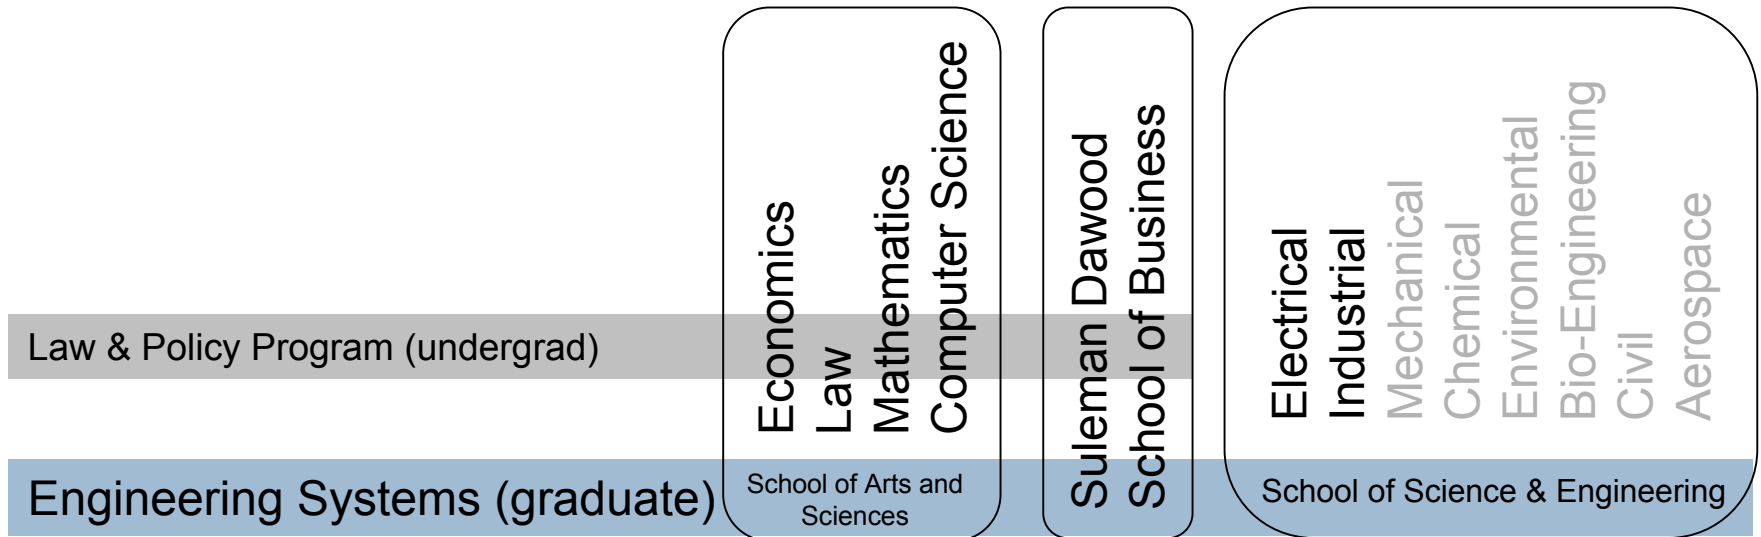 Economics
Law
Mathematics
Computer Science
Suleman Dawood
School of Business
Electrical
Industrial
Mechanical
Chemical
Environmental
Bio-Engineering
Civil
Aerospace
Law & Policy Program (undergrad)
Engineering Systems (graduate)
School of Arts and
Sciences
School of Science & Engineering